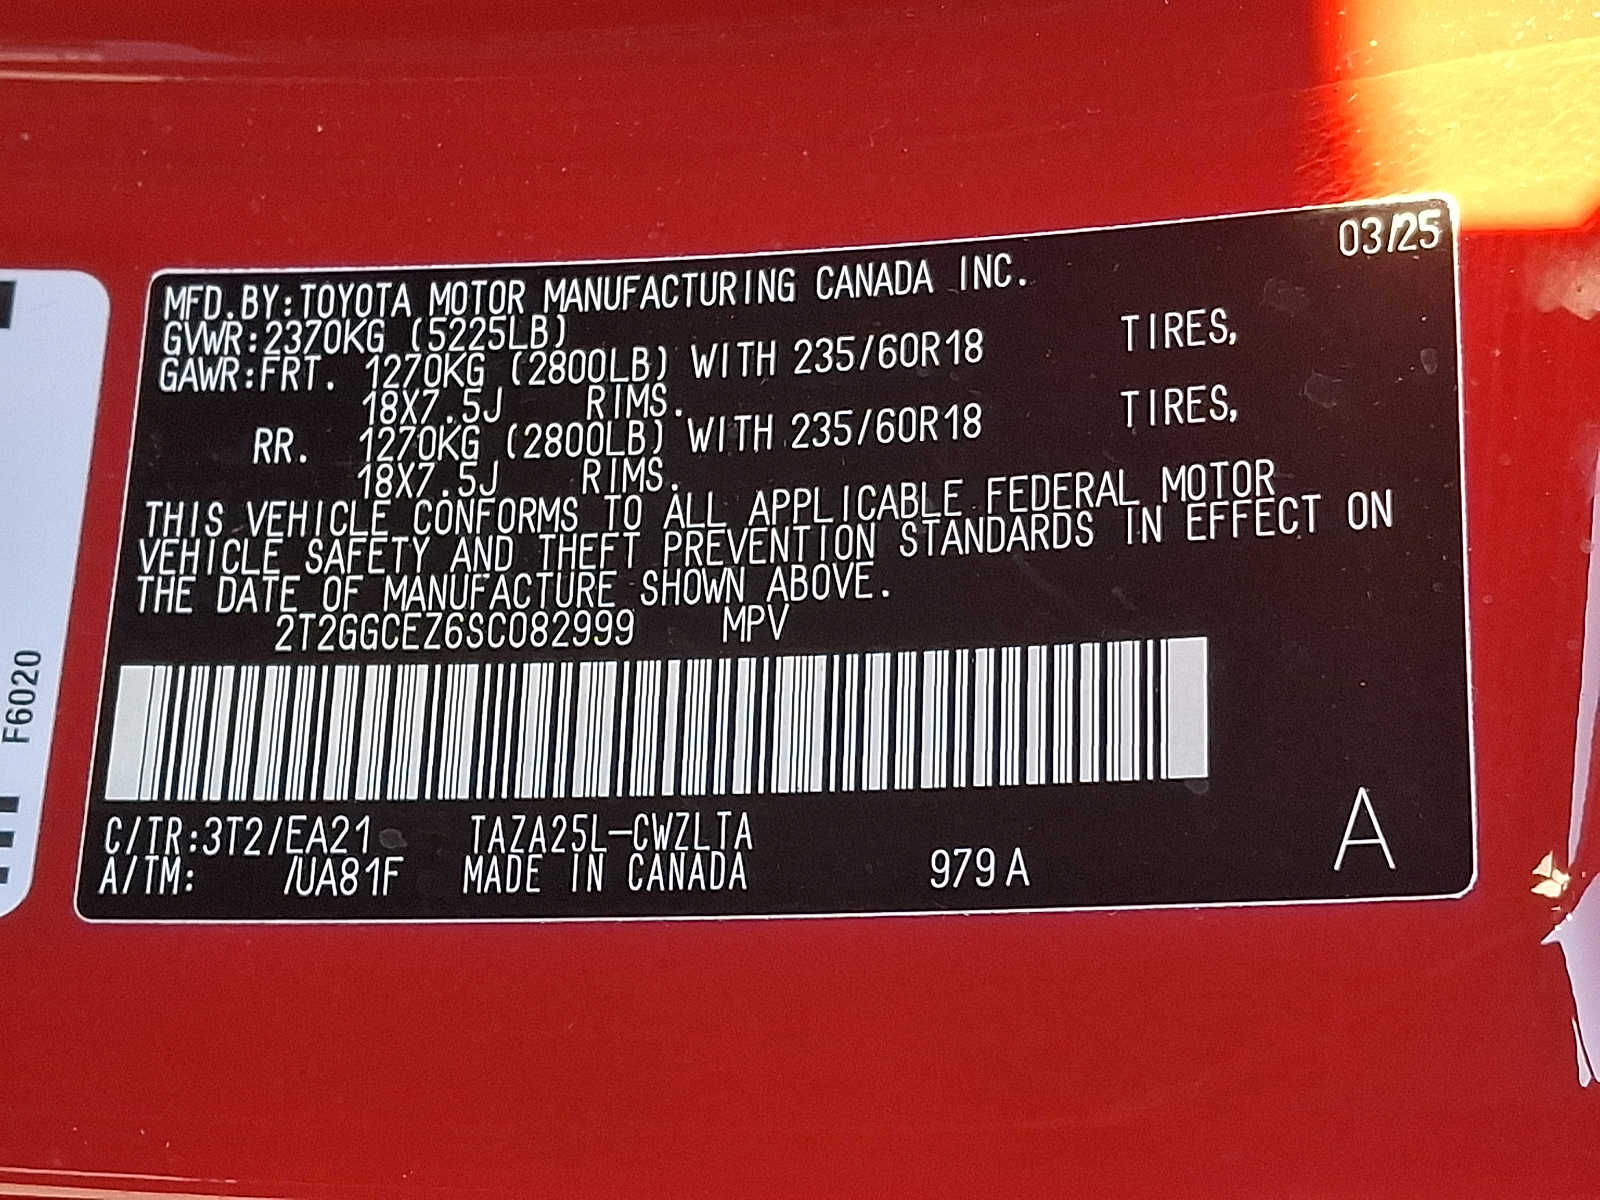 03/25
MFD.BY:TOYOTA MOTOR MANUFACTURING CANADA INC.
GVWR:2370KG (5225LB)
GAWR:FRT. 1270KG (2800LB) WITH 235/60R18 TIRES,
18X7.5J RIMS.
RR. 1270KG (2800LB) WITH 235/60R18 TIRES,
18X7.5J RIMS.
THIS VEHICLE CONFORMS TO ALL APPLICABLE FEDERAL MOTOR
VEHICLE SAFETY AND THEFT PREVENTION STANDARDS IN EFFECT ON
THE DATE OF MANUFACTURE SHOWN ABOVE.
2T2GGCEZ6SC082999 MPV
C/TR:3T2/EA21 TAZA25L-CWZLTA
A/TM: /UA81F MADE IN CANADA 979A
A
F6020